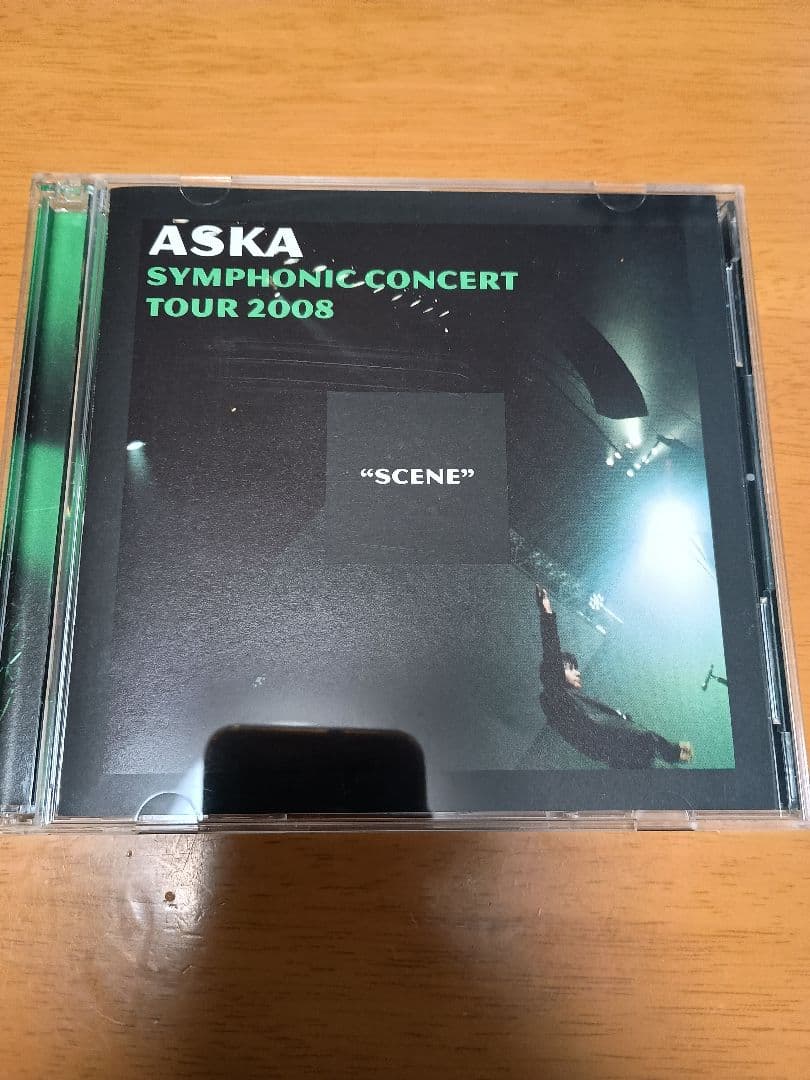 ASKA
SYMPHONIC CONCERT
TOUR 2008
“SCENE”